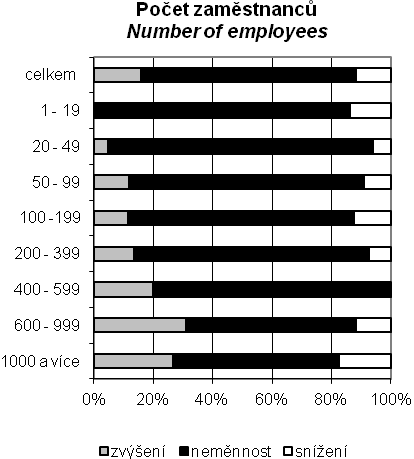 Počet zaměstnanců
Number of employees
celkem
1 - 19
20 - 49
50 - 99
100 -199
200 - 399
400 - 599
600 - 999
1000 a více
0% 20% 40% 60% 80% 100%
zvýšení neměnnost snížení